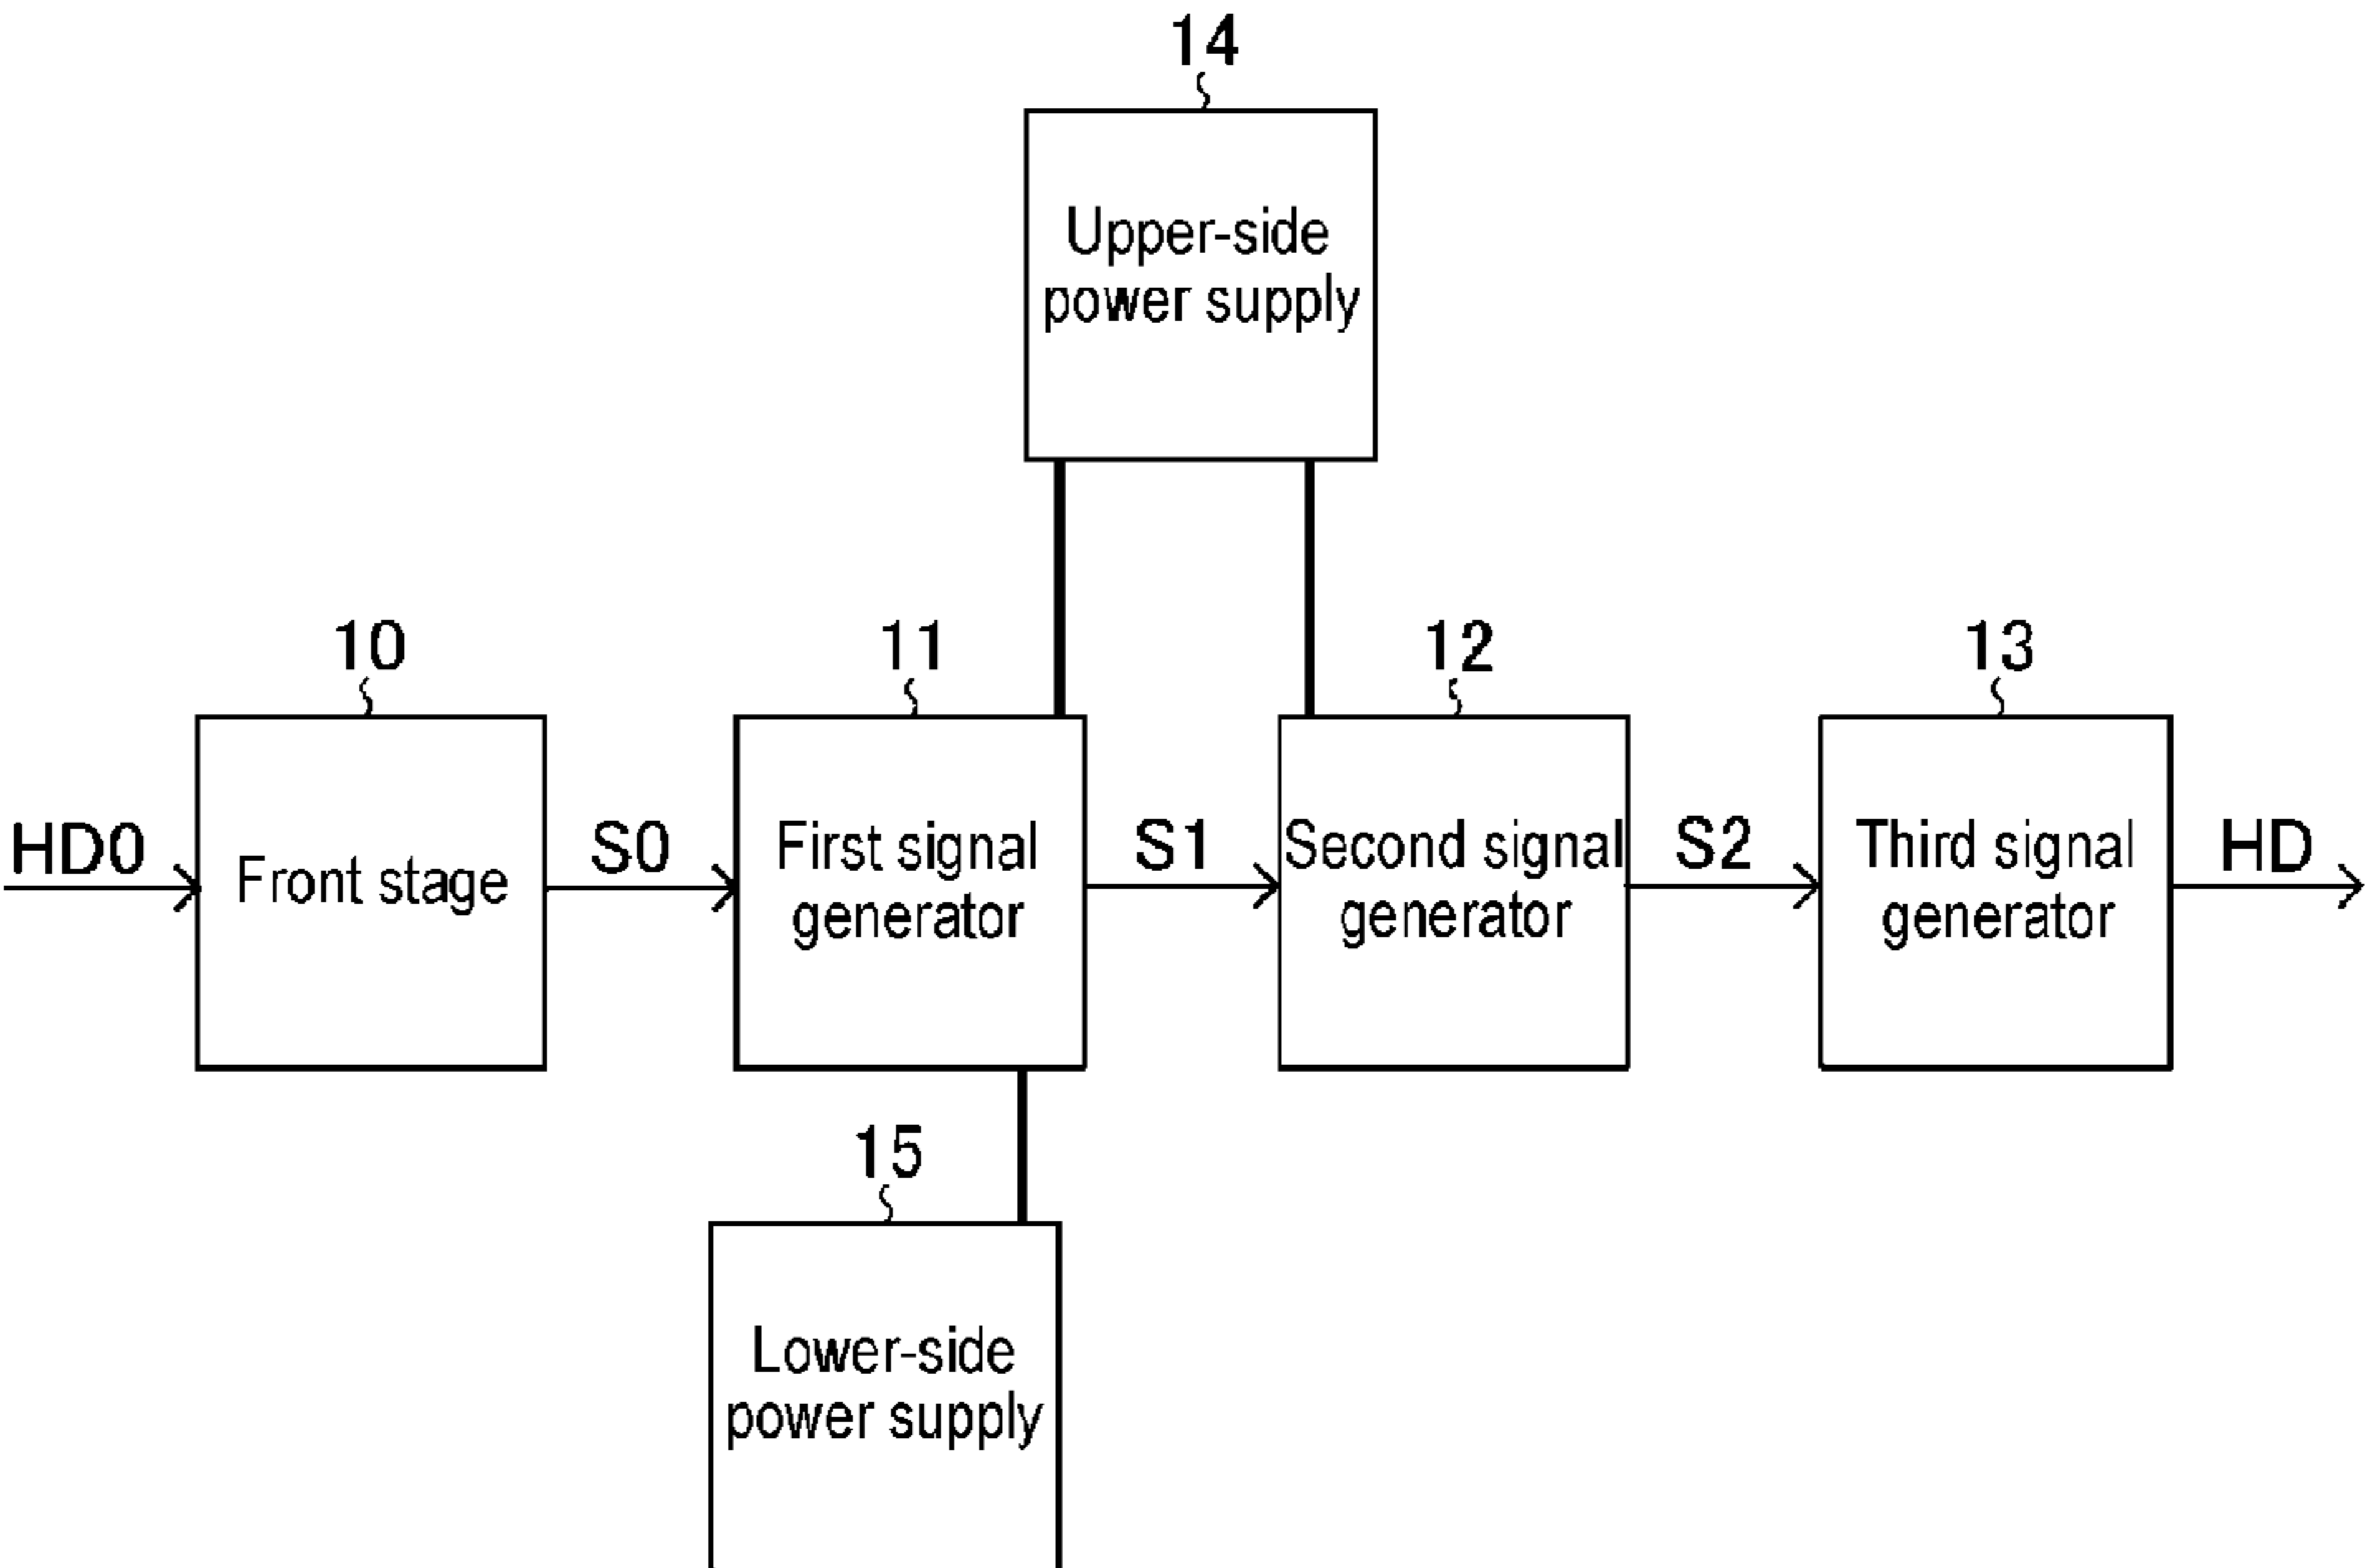 14
Upper-side
power supply
10
11
12
13
HD0
Front stage
S0
First signal
generator
S1
Second signal
generator
S2
Third signal
generator
HD
15
Lower-side
power supply